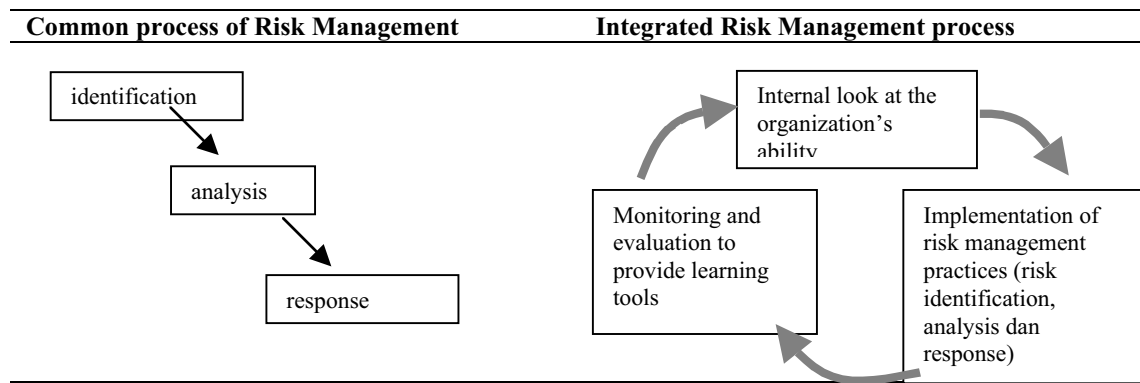 Common process of Risk Management
Integrated Risk Management process
identification
analysis
response
Internal look at the
organization's
ability
Monitoring and
evaluation to
provide learning
tools
Implementation of
risk management
practices (risk
identification,
analysis dan
response)